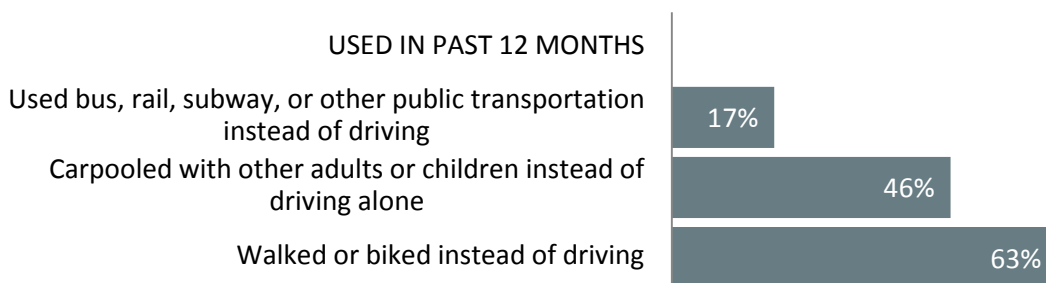 USED IN PAST 12 MONTHS
Used bus, rail, subway, or other public transportation
instead of driving
17%
Carpooled with other adults or children instead of
driving alone
46%
Walked or biked instead of driving
63%